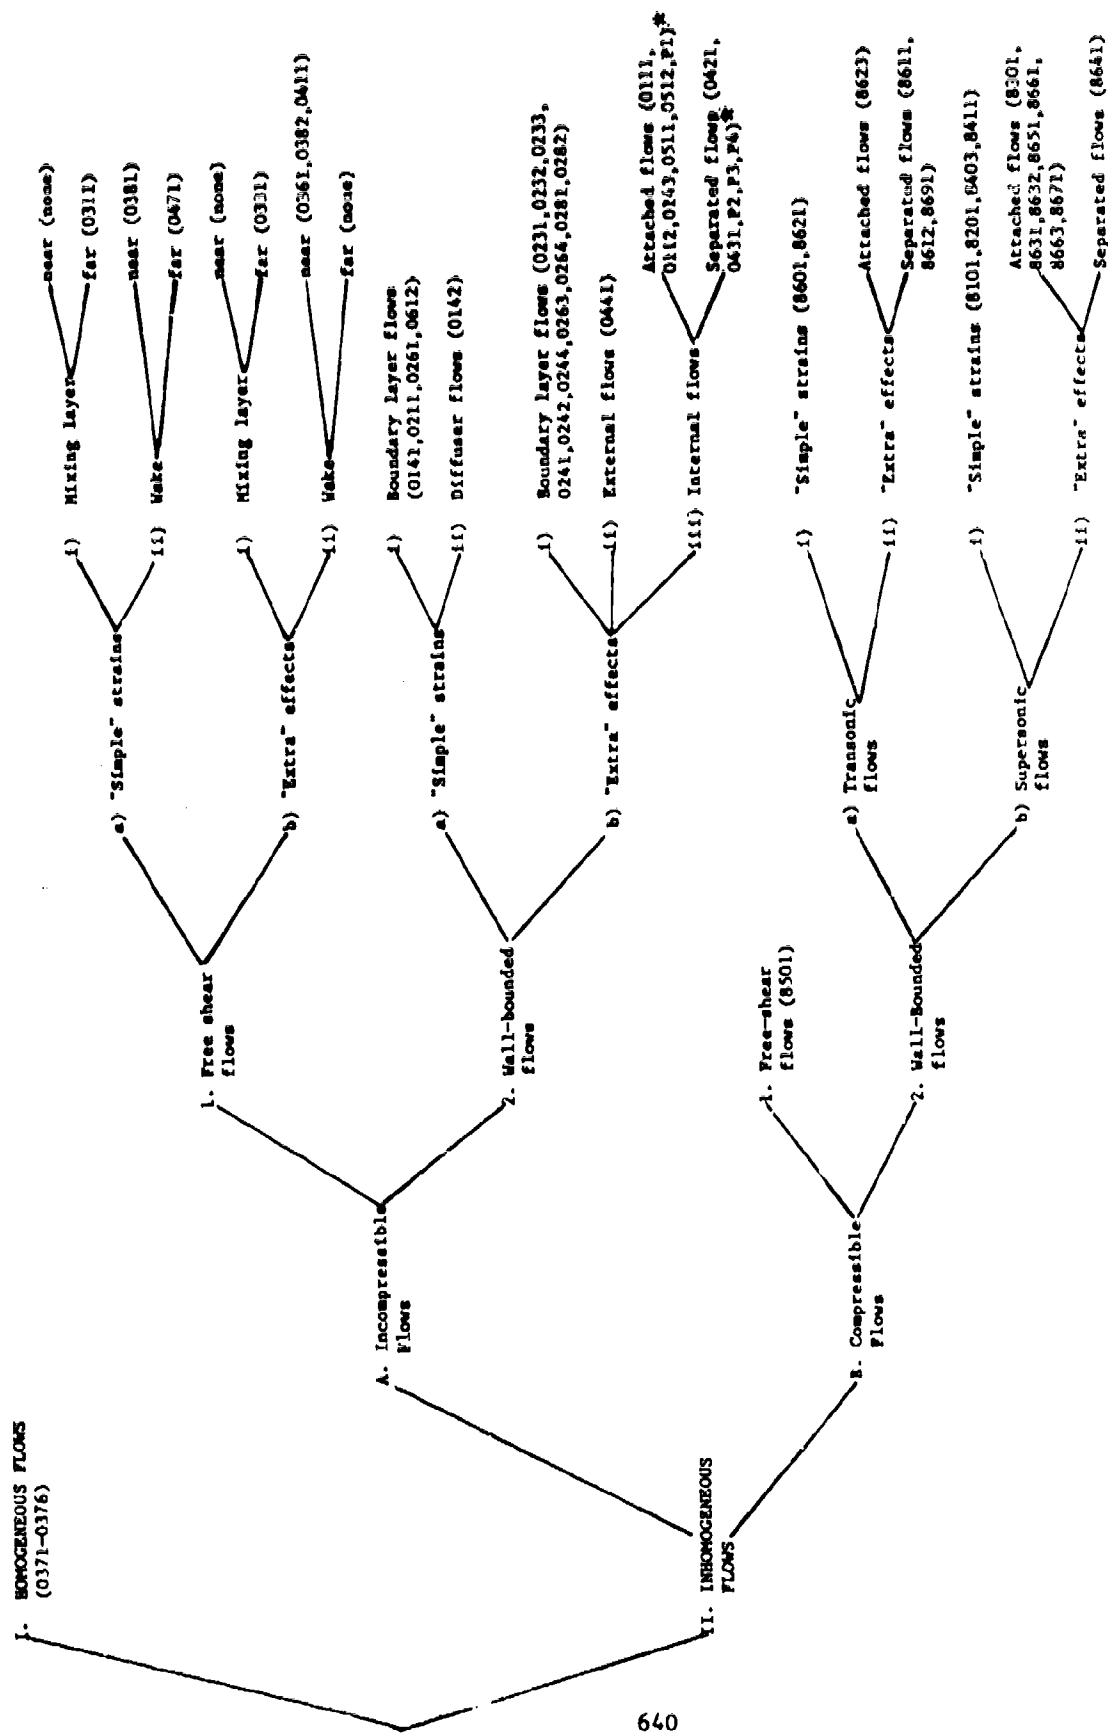 I. HOMOGENEOUS FLOWS
(0371-0376)
II. INHOMOGENEOUS
FLOWS
A. Incompressible
Flows
1. Free shear
flows
a) "Simple" strains
i) Mixing layer
near (none)
far (0311)
ii) Wake
near (0381)
far (0471)
b) "Extra" effects
i) Mixing layer
near (none)
far (0331)
ii) Wake
near (0361,0382,0411)
far (none)
2. Wall-bounded
flows
a) "Simple" strains
i) Boundary layer flows
(0141,0211,0261,0612)
ii) Diffuser flows (0142)
b) "Extra" effects
i) Boundary layer flows (0231,0232,0233,
0241,0242,0244,0263,0264,0281,0282)
ii) External flows (0441)
iii) Internal flows
Attached flows (0111,
0112,0143,0511,0512,P1)*
Separated flows (0421,
0431,P2,P3,P4)*
B. Compressible
Flows
1. Free-shear
flows (8501)
2. Wall-Bounded
flows
a) Transonic
flows
i) "Simple" strains (8601,8621)
ii) "Extra" effects
Attached flows (8623)
Separated flows (8611,
8612,8691)
b) Supersonic
flows
i) "Simple" strains (8101,8201,8403,8411)
ii) "Extra" effects
Attached flows (8301,
8631,8632,8651,8661,
8663,8671)
Separated flows (8641)
640